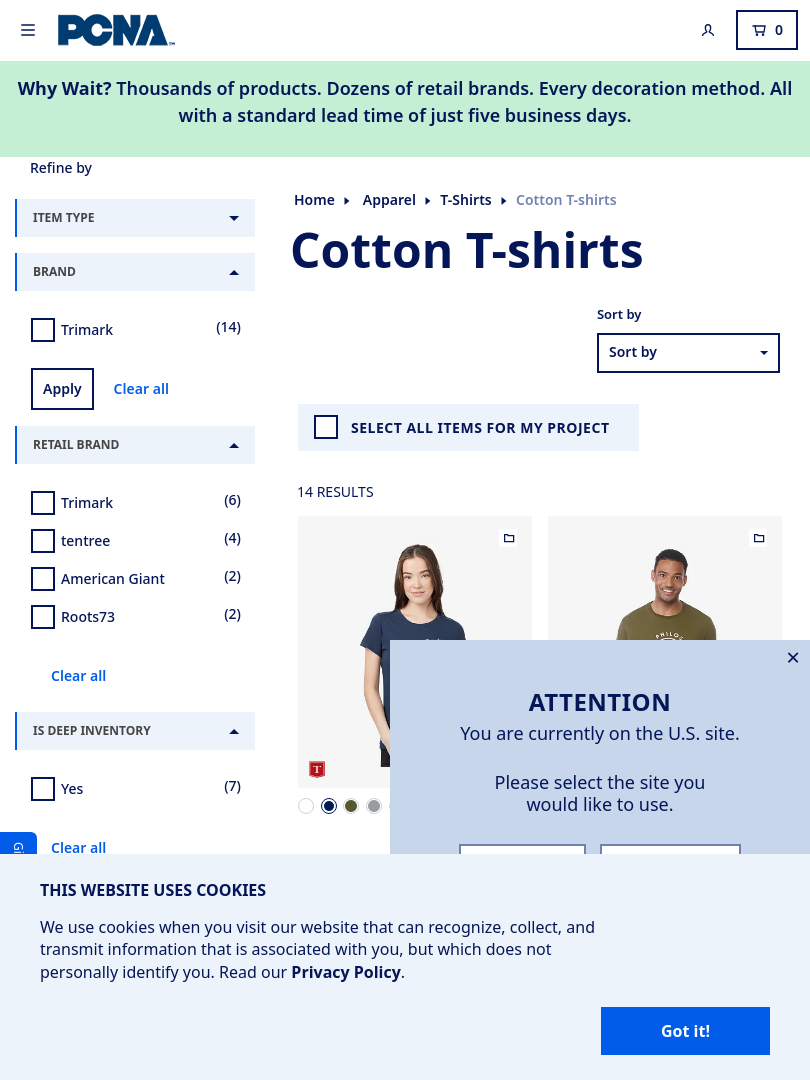 PCNA
0
Why Wait? Thousands of products. Dozens of retail brands. Every decoration method. All
with a standard lead time of just five business days.
Refine by
ITEM TYPE
BRAND
Trimark
(14)
Apply
Clear all
RETAIL BRAND
Trimark
(6)
tentree
(4)
American Giant
(2)
Roots73
(2)
Clear all
IS DEEP INVENTORY
Yes
(7)
Clear all
Home
Apparel
T-Shirts
Cotton T-shirts
Cotton T-shirts
Sort by
Sort by
SELECT ALL ITEMS FOR MY PROJECT
14 RESULTS
T
PHILOS
ATTENTION
You are currently on the U.S. site.
Please select the site you
would like to use.
THIS WEBSITE USES COOKIES
We use cookies when you visit our website that can recognize, collect, and
transmit information that is associated with you, but which does not
personally identify you. Read our Privacy Policy.
Got it!